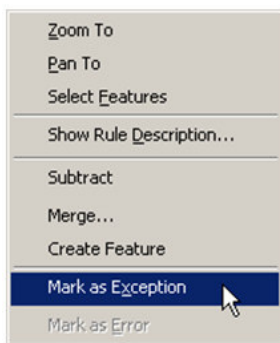 Zoom To
Pan To
Select Features
Show Rule Description...
Subtract
Merge...
Create Feature
Mark as Exception
Mark as Error